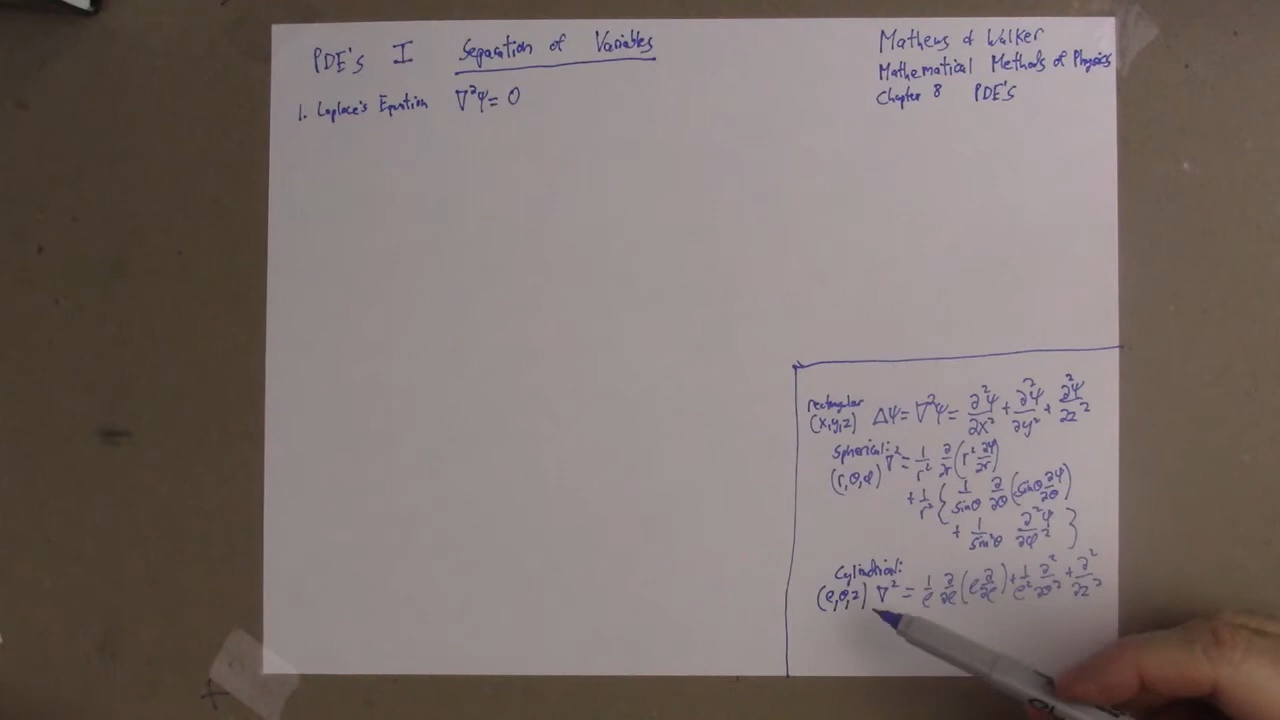 PDE's I Separation of Variables
Mathews & Walker
Mathematical Methods of Physics
Chapter 8 PDE's
1. Laplace's Equation ∇²ψ = 0
rectangular
(x,y,z) Δψ = ∇²ψ = ∂²ψ/∂x² + ∂²ψ/∂y² + ∂²ψ/∂z²
Spherical:
(r,θ,φ) ∇² = 1/r² ∂/∂r (r² ∂ψ/∂r)
+ 1/r² { 1/sinθ ∂/∂θ (sinθ ∂ψ/∂θ)
+ 1/sin²θ ∂²ψ/∂φ² }
Cylindrical:
(ρ,θ,z) ∇² = 1/ρ ∂/∂ρ (ρ ∂/∂ρ) + 1/ρ² ∂²/∂θ² + ∂²/∂z²